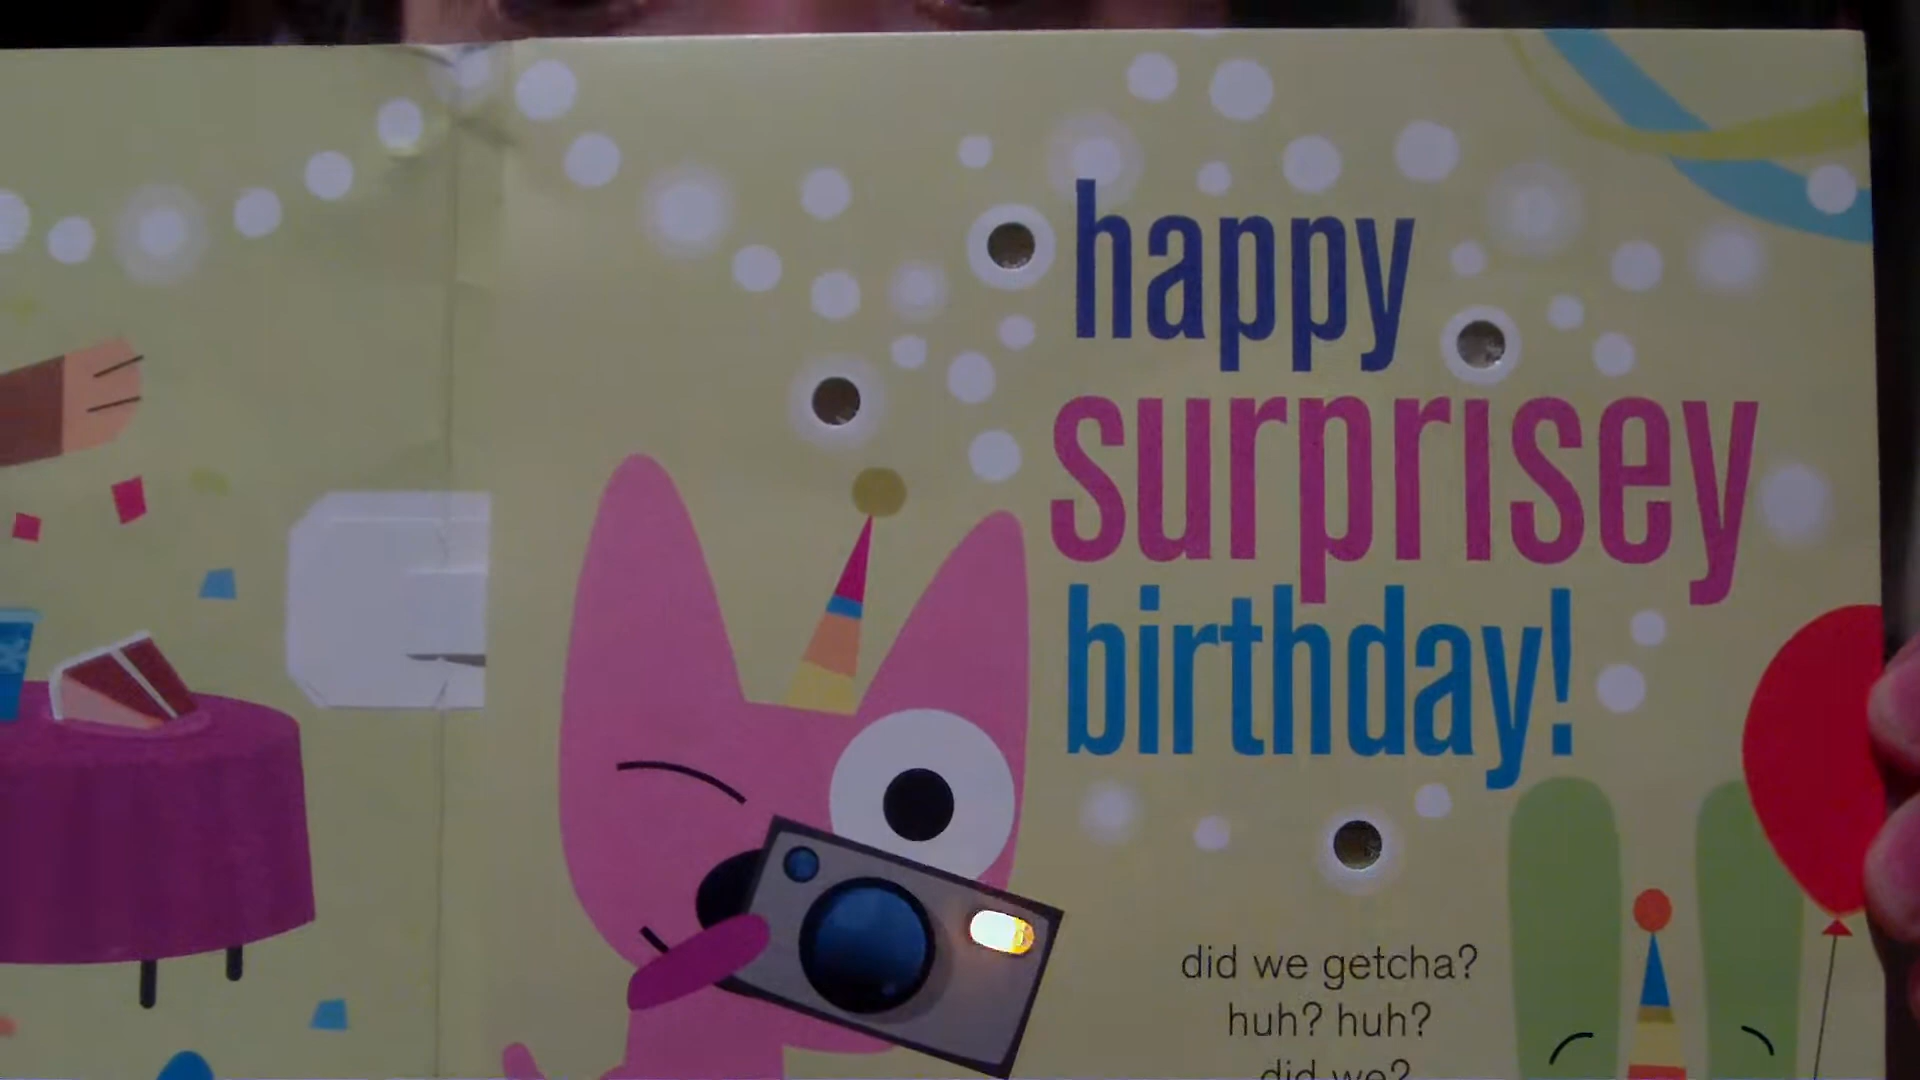 happy
surprisey
birthday!
did we getcha?
huh? huh?
did we?